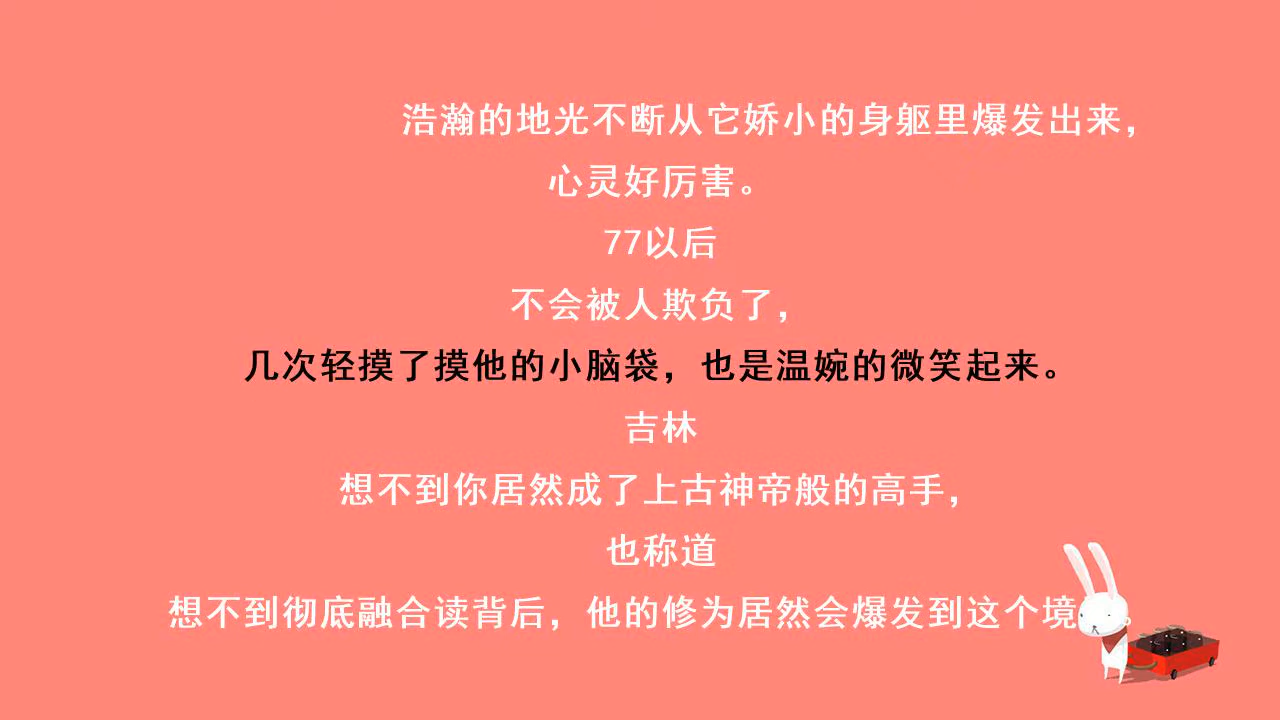 浩瀚的地光不断从它娇小的身躯里爆发出来，
心灵好厉害。
77以后
不会被人欺负了，
几次轻摸了摸他的小脑袋，也是温婉的微笑起来。
吉林
想不到你居然成了上古神帝般的高手，
也称道
想不到彻底融合读背后，他的修为居然会爆发到这个境